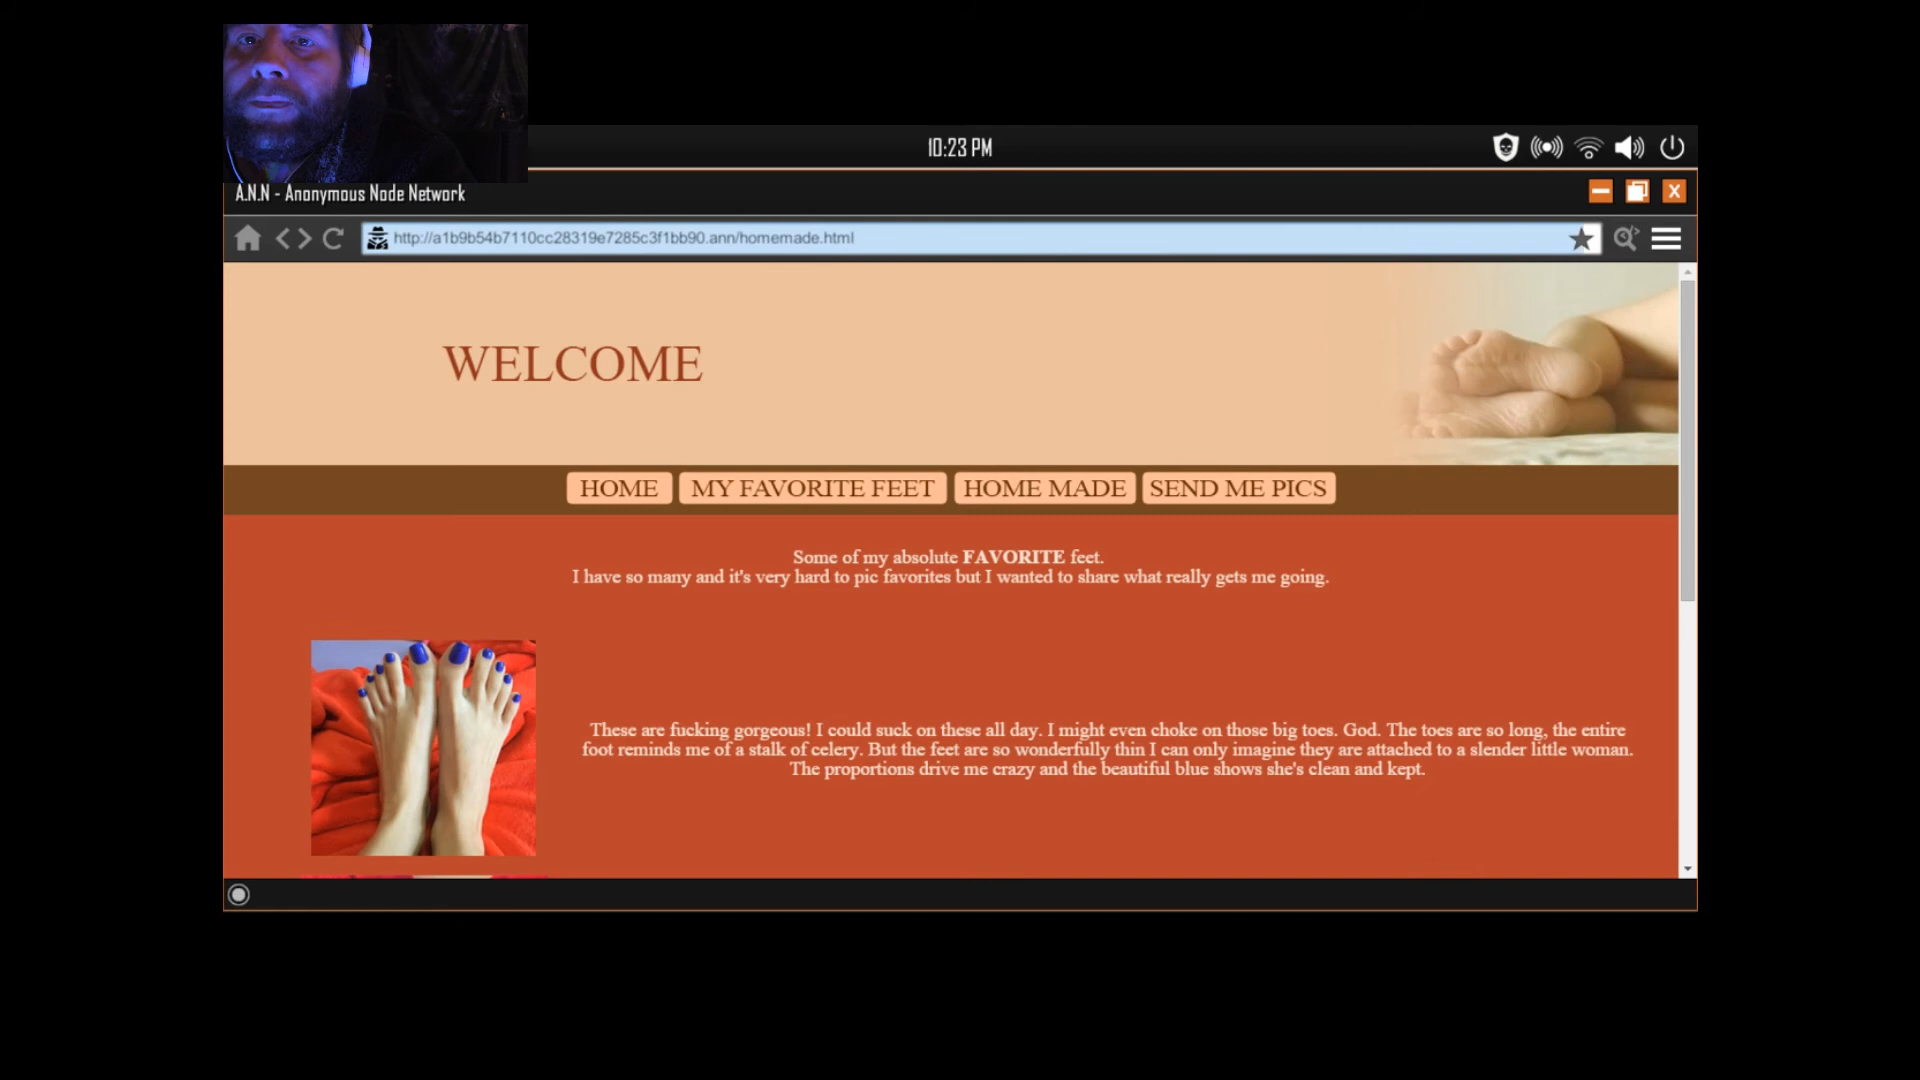 10:23 PM
A.N.N - Anonymous Node Network
http://a1b9b54b7110cc28319e7285c3f1bb90.ann/homemade.html
WELCOME
HOME MY FAVORITE FEET HOME MADE SEND ME PICS
Some of my absolute FAVORITE feet.
I have so many and it's very hard to pic favorites but I wanted to share what really gets me going.
These are fucking gorgeous! I could suck on these all day. I might even choke on those big toes. God. The toes are so long, the entire
foot reminds me of a stalk of celery. But the feet are so wonderfully thin I can only imagine they are attached to a slender little woman.
The proportions drive me crazy and the beautiful blue shows she's clean and kept.